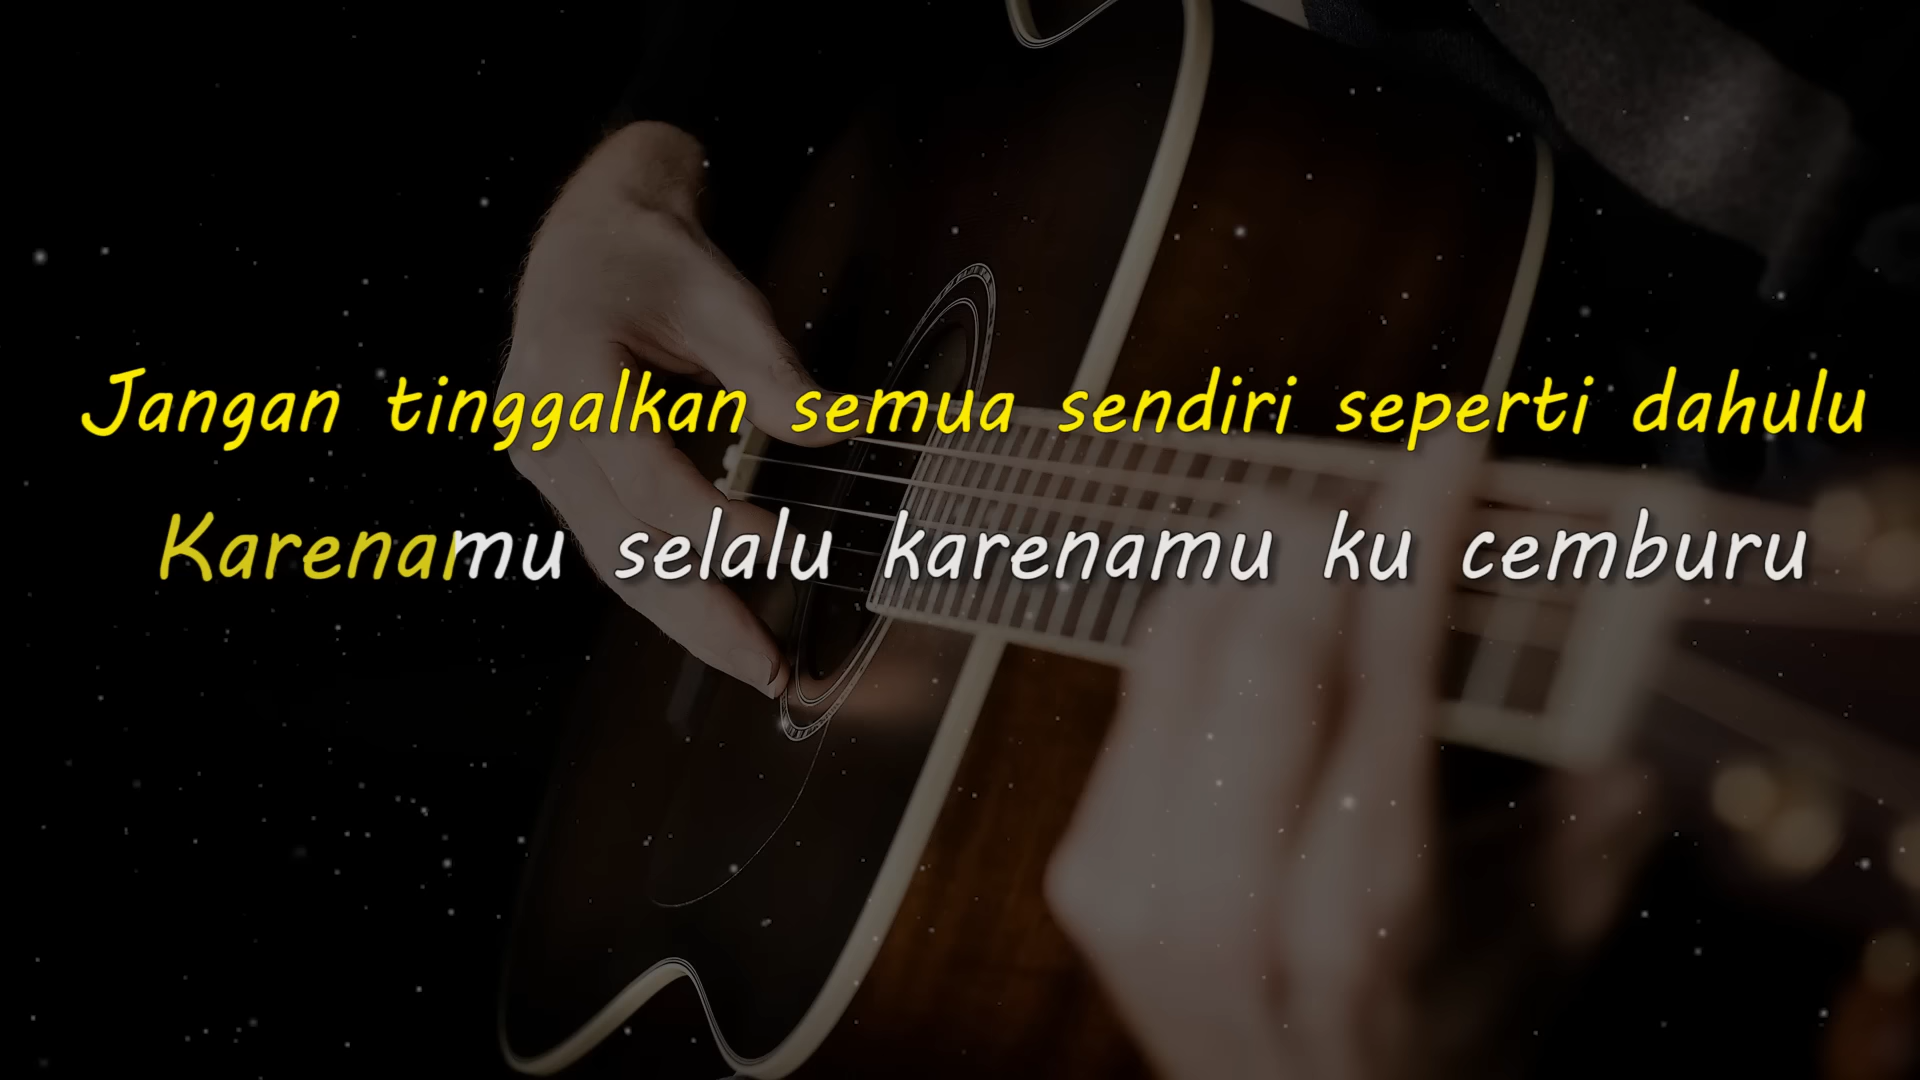 Jangan tinggalkan semua sendiri seperti dahulu
Karenamu selalu karenamu ku cemburu